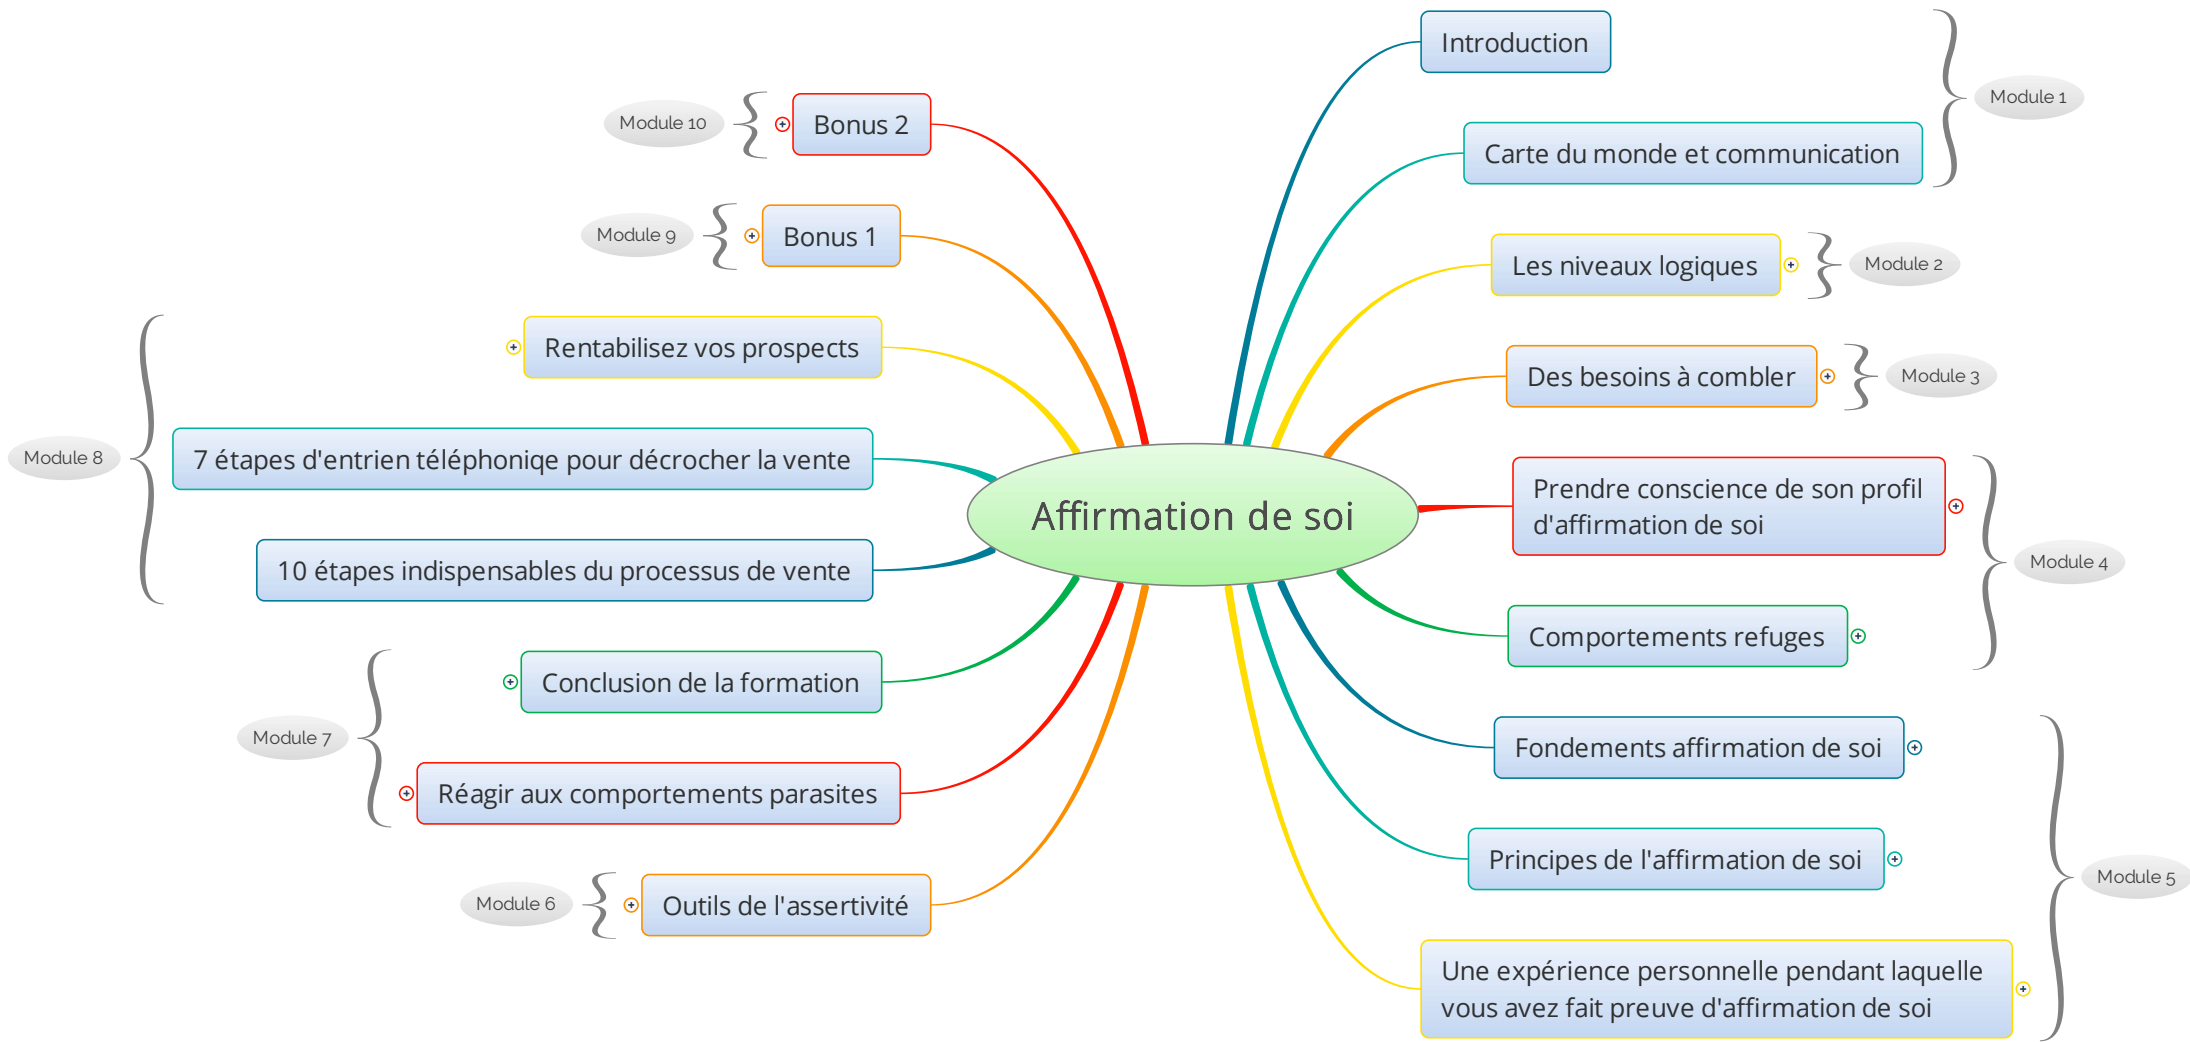 Affirmation de soi
Introduction
Carte du monde et communication
Module 1
Les niveaux logiques
Module 2
Des besoins à combler
Module 3
Prendre conscience de son profil
d'affirmation de soi
Comportements refuges
Module 4
Fondements affirmation de soi
Principes de l'affirmation de soi
Une expérience personnelle pendant laquelle
vous avez fait preuve d'affirmation de soi
Module 5
Outils de l'assertivité
Module 6
Réagir aux comportements parasites
Conclusion de la formation
Module 7
10 étapes indispensables du processus de vente
7 étapes d'entrien téléphoniqe pour décrocher la vente
Rentabilisez vos prospects
Module 8
Bonus 1
Module 9
Bonus 2
Module 10